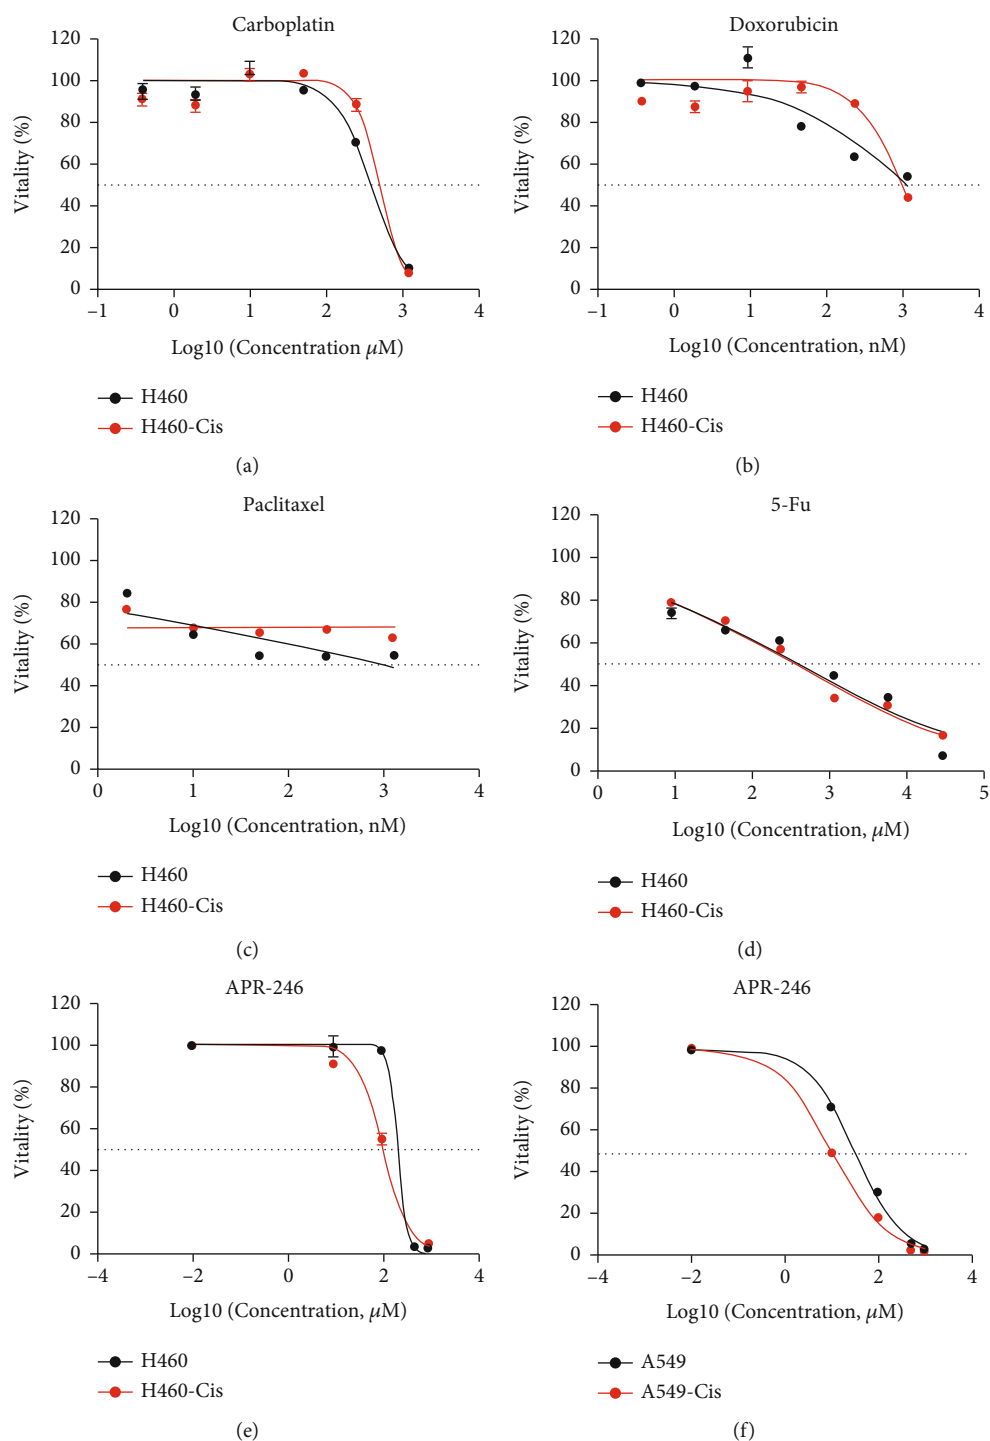 Carboplatin
120
100
80
60
40
20
0
Vitality (%)
–1 0 1 2 3 4
Log10 (Concentration μM)
H460
H460-Cis
(a)
Doxorubicin
120
100
80
60
40
20
0
Vitality (%)
–1 0 1 2 3 4
Log10 (Concentration, nM)
H460
H460-Cis
(b)
Paclitaxel
120
100
80
60
40
20
0
Vitality (%)
0 1 2 3 4
Log10 (Concentration, nM)
H460
H460-Cis
(c)
5-Fu
120
100
80
60
40
20
0
Vitality (%)
0 1 2 3 4 5
Log10 (Concentration, μM)
H460
H460-Cis
(d)
APR-246
120
100
80
60
40
20
0
Vitality (%)
–4 –2 0 2 4
Log10 (Concentration, μM)
H460
H460-Cis
(e)
APR-246
120
100
80
60
40
20
0
Vitality (%)
–4 –2 0 2 4
Log10 (Concentration, μM)
A549
A549-Cis
(f)